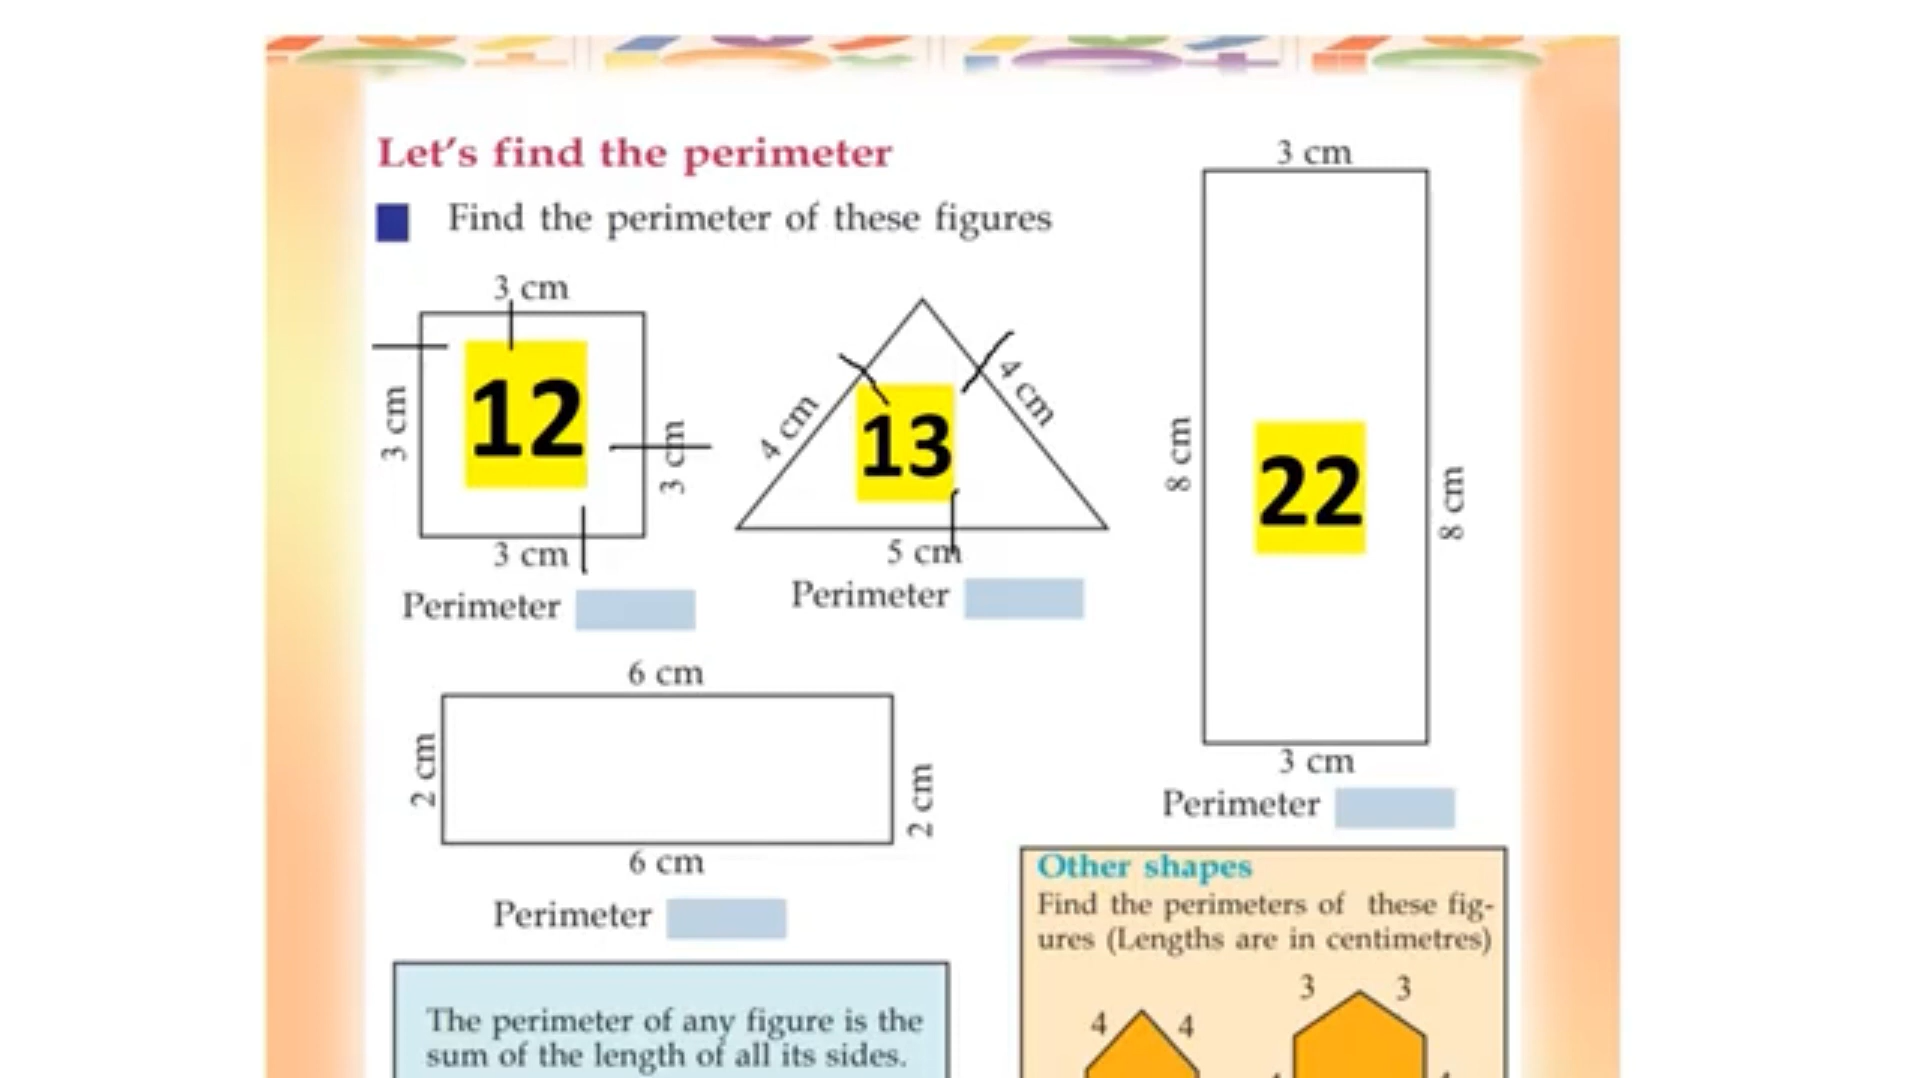 Let's find the perimeter
Find the perimeter of these figures
3 cm
3 cm
12
3 cm
3 cm
Perimeter
4 cm
13
4 cm
5 cm
Perimeter
3 cm
8 cm
22
8 cm
3 cm
Perimeter
6 cm
2 cm
2 cm
6 cm
Perimeter
The perimeter of any figure is the
sum of the length of all its sides.
Other shapes
Find the perimeters of these fig-
ures (Lengths are in centimetres)
4 4
3 3